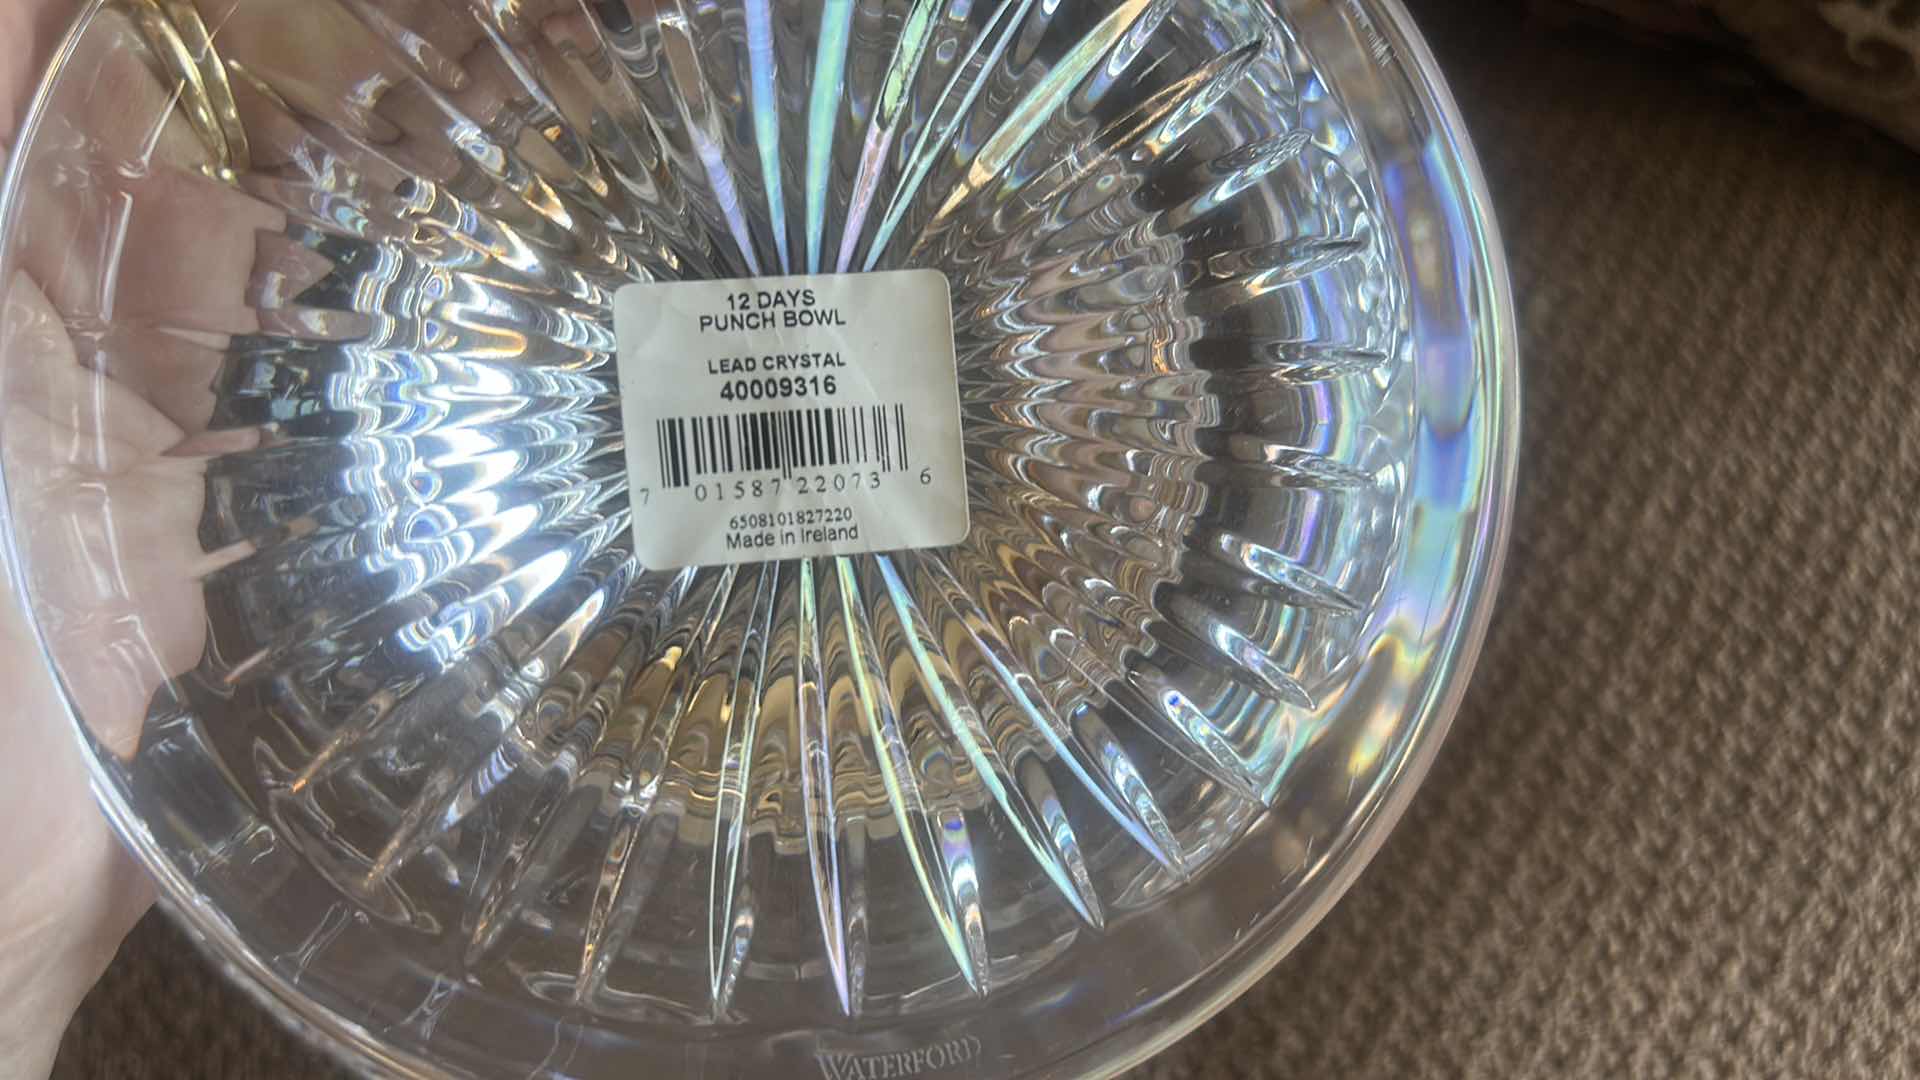 12 DAYS
PUNCH BOWL
LEAD CRYSTAL
40009316
7 01587 22073 6
6508101827220
Made in Ireland
WATERFORD